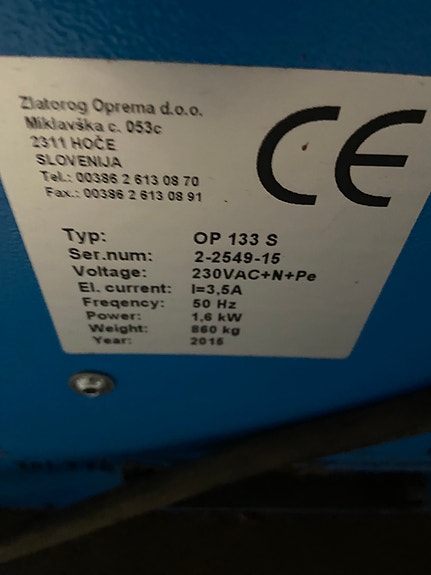 Zlatorog Oprema d.o.o.
Miklavška c. 053c
2311 HOČE
SLOVENIJA
Tel.: 00386 2 613 08 70
Fax.: 00386 2 613 08 91
CE
Typ: OP 133 S
Ser.num: 2-2549-15
Voltage: 230VAC+N+Pe
El. current: I=3,5A
Freqency: 50 Hz
Power: 1,6 kW
Weight: 860 kg
Year: 2015